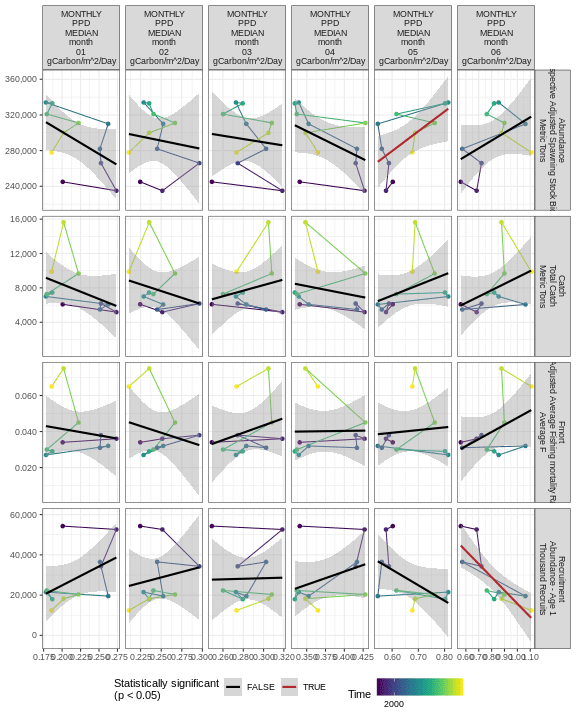 MONTHLY MONTHLY MONTHLY MONTHLY MONTHLY MONTHLY
PPD PPD PPD PPD PPD PPD
MEDIAN MEDIAN MEDIAN MEDIAN MEDIAN MEDIAN
month month month month month month
01 02 03 04 05 06
gCarbon/m^2/Day gCarbon/m^2/Day gCarbon/m^2/Day gCarbon/m^2/Day gCarbon/m^2/Day gCarbon/m^2/Day
360,000
320,000
280,000
240,000
Abundance
Adjusted Spawning Stock
Metric Tons
16,000
12,000
8,000
4,000
Catch
Total Catch
Metric Tons
0.060
0.040
0.020
Fmort
Adjusted Average Fishing mortality
Average F
60,000
40,000
20,000
0
Recruitment
Abundance - Age 1
Thousand Recruits
0.175 0.200 0.225 0.250 0.275 0.225 0.250 0.275 0.300 0.260 0.280 0.300 0.320 0.350 0.375 0.400 0.425 0.60 0.70 0.80 0.60 0.70 0.80 0.90 1.00 1.10
Statistically significant
(p < 0.05)
FALSE
TRUE
Time
2000